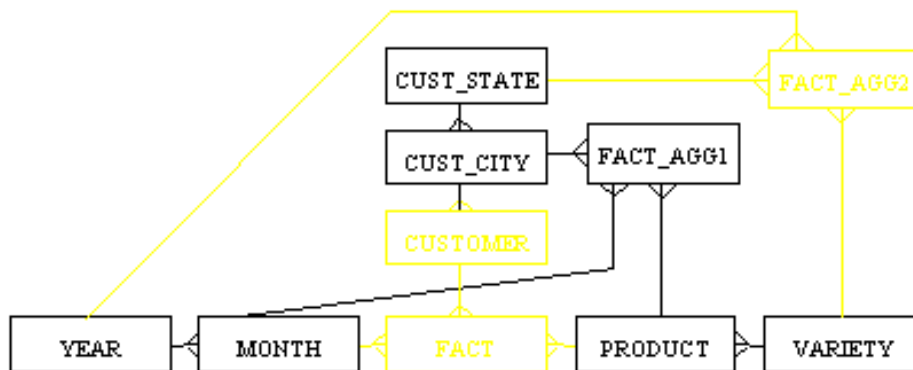 CUST_STATE
FACT_AGG2
CUST_CITY
FACT_AGG1
CUSTOMER
YEAR
MONTH
FACT
PRODUCT
VARIETY